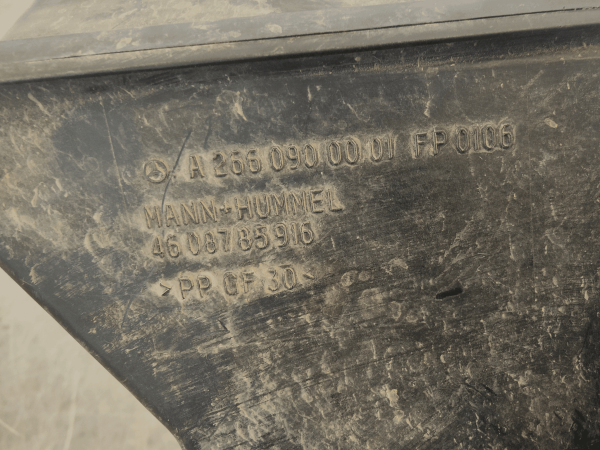 A 266 090 00 01 FP 0106
MANN+HUMMEL
46 087 85 916
>PP GF 30<